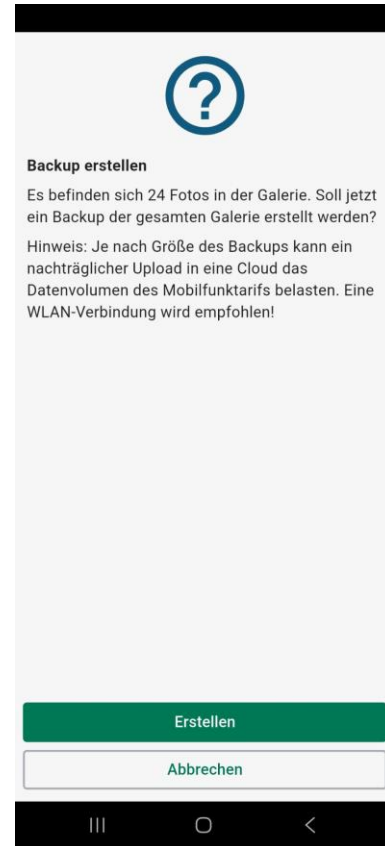 ?
Backup erstellen
Es befinden sich 24 Fotos in der Galerie. Soll jetzt
ein Backup der gesamten Galerie erstellt werden?
Hinweis: Je nach Größe des Backups kann ein
nachträglicher Upload in eine Cloud das
Datenvolumen des Mobilfunktarifs belasten. Eine
WLAN-Verbindung wird empfohlen!
Erstellen
Abbrechen